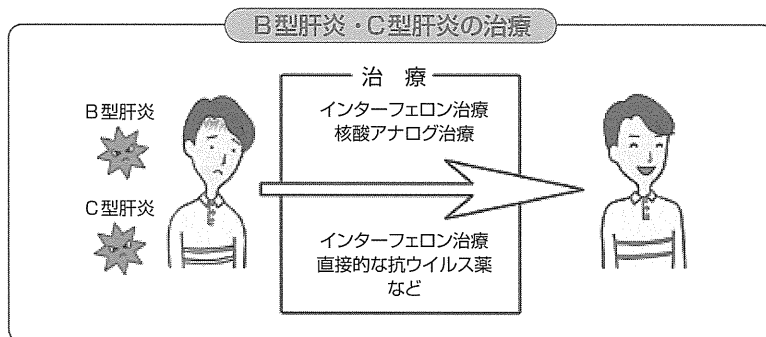 B型肝炎・C型肝炎の治療
治　療
B型肝炎
インターフェロン治療
核酸アナログ治療
C型肝炎
インターフェロン治療
直接的な抗ウイルス薬
など